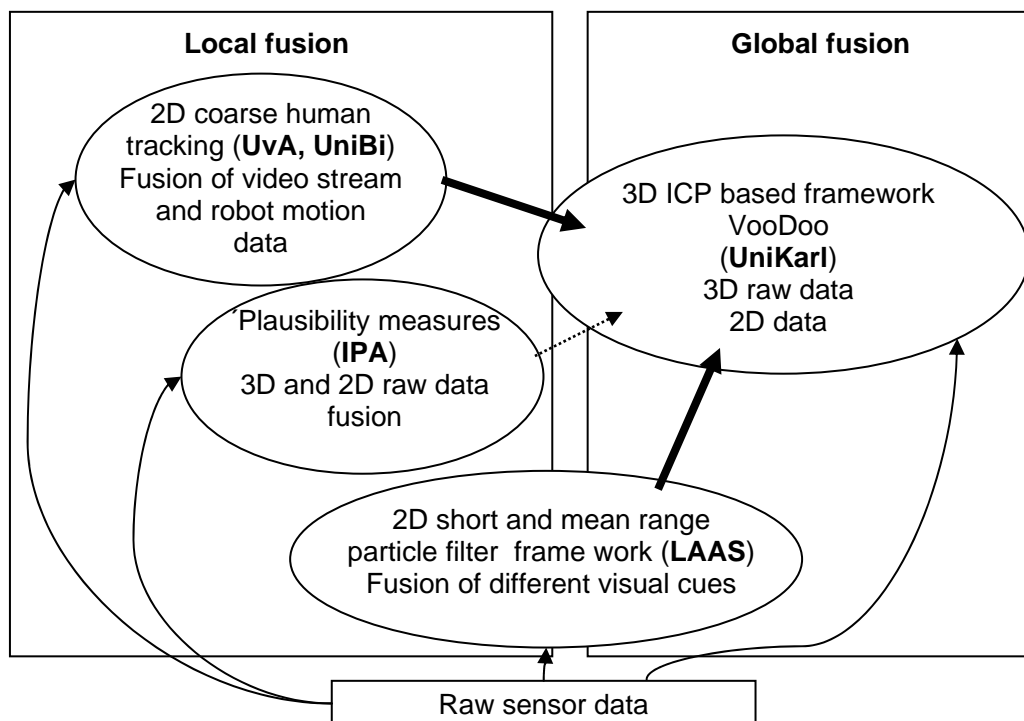 Local fusion
Global fusion
2D coarse human
tracking (UvA, UniBi)
Fusion of video stream
and robot motion
data
3D ICP based framework
VooDoo
(UniKarl)
3D raw data
2D data
´Plausibility measures
(IPA)
3D and 2D raw data
fusion
2D short and mean range
particle filter frame work (LAAS)
Fusion of different visual cues
Raw sensor data